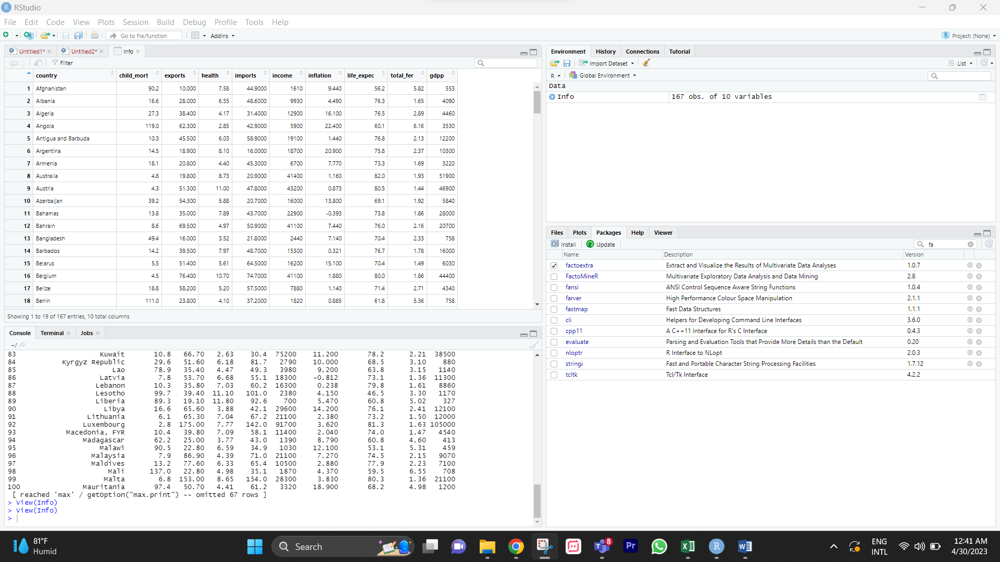 RStudio
File Edit Code View Plots Session Build Debug Profile Tools Help
Go to file/function Addins Project: (None)
Untitled1* Untitled2* Info
Filter
country child_mort exports health imports income inflation life_expec total_fer gdpp
1 Afghanistan 90.2 10.000 7.58 44.9000 1610 9.440 56.2 5.82 553
2 Albania 16.6 28.000 6.55 48.6000 9930 4.490 76.3 1.65 4090
3 Algeria 27.3 38.400 4.17 31.4000 12900 16.100 76.5 2.89 4460
4 Angola 119.0 62.300 2.85 42.9000 5900 22.400 60.1 6.16 3530
5 Antigua and Barbuda 10.3 45.500 6.03 58.9000 19100 1.440 76.8 2.13 12200
6 Argentina 14.5 18.900 8.10 16.0000 18700 20.900 75.8 2.37 10300
7 Armenia 18.1 20.800 4.40 45.3000 6700 7.770 73.3 1.69 3220
8 Australia 4.8 19.800 8.73 20.9000 41400 1.160 82.0 1.93 51900
9 Austria 4.3 51.300 11.00 47.8000 43200 0.873 80.5 1.44 46900
10 Azerbaijan 39.2 54.300 5.88 20.7000 16000 13.800 69.1 1.92 5840
11 Bahamas 13.8 35.000 7.89 43.7000 22900 -0.393 73.8 1.86 28000
12 Bahrain 8.6 69.500 4.97 50.9000 41100 7.440 76.0 2.16 20700
13 Bangladesh 49.4 16.000 3.52 21.8000 2440 7.140 70.4 2.33 758
14 Barbados 14.2 39.500 7.97 48.7000 15300 0.321 76.7 1.78 16000
15 Belarus 5.5 51.400 5.61 64.5000 16200 15.100 70.4 1.49 6030
16 Belgium 4.5 76.400 10.70 74.7000 41100 1.880 80.0 1.86 44400
17 Belize 18.8 58.200 5.20 57.5000 7880 1.140 71.4 2.71 4340
18 Benin 111.0 23.800 4.10 37.2000 1820 0.885 61.8 5.36 758
Showing 1 to 19 of 167 entries, 10 total columns
Console Terminal Jobs
~/
83 Kuwait 10.8 66.70 2.63 30.4 75200 11.200 78.2 2.21 38500
84 Kyrgyz Republic 29.6 51.60 6.18 81.7 2790 10.000 68.5 3.10 880
85 Lao 78.9 35.40 4.47 49.3 3980 9.200 63.8 3.15 1140
86 Latvia 7.8 53.70 6.68 55.1 18300 -0.812 73.1 1.36 11300
87 Lebanon 10.3 35.80 7.03 60.2 16300 0.238 79.8 1.61 8860
88 Lesotho 99.7 39.40 11.10 101.0 2380 4.150 46.5 3.30 1170
89 Liberia 89.3 19.10 11.80 92.6 700 5.470 60.8 5.02 327
90 Libya 16.6 65.60 3.88 42.1 29600 14.200 76.1 2.41 12100
91 Lithuania 6.1 65.30 7.04 67.2 21100 2.380 73.2 1.50 12000
92 Luxembourg 2.8 175.00 7.77 142.0 91700 3.620 81.3 1.63 105000
93 Macedonia, FYR 10.4 39.80 7.09 58.1 11400 2.040 74.0 1.47 4540
94 Madagascar 62.2 25.00 3.77 43.0 1390 8.790 60.8 4.60 413
95 Malawi 90.5 22.80 6.59 34.9 1030 12.100 53.1 5.31 459
96 Malaysia 7.9 86.90 4.39 71.0 21100 7.270 74.5 2.15 9070
97 Maldives 13.2 77.60 6.33 65.4 10500 2.880 77.9 2.23 7100
98 Mali 137.0 22.80 4.98 35.1 1870 4.370 59.5 6.55 708
99 Malta 6.8 153.00 8.65 154.0 28300 3.830 80.3 1.36 21100
100 Mauritania 97.4 50.70 4.41 61.2 3320 18.900 68.2 4.98 1200
[ reached 'max' / getOption("max.print") -- omitted 67 rows ]
> View(Info)
> View(Info)
>
Environment History Connections Tutorial
Import Dataset List
R Global Environment
Data
Info 167 obs. of 10 variables
Files Plots Packages Help Viewer
Install Update fa
Name Description Version
factoextra Extract and Visualize the Results of Multivariate Data Analyses 1.0.7
FactoMineR Multivariate Exploratory Data Analysis and Data Mining 2.8
fansi ANSI Control Sequence Aware String Functions 1.0.4
farver High Performance Colour Space Manipulation 2.1.1
fastmap Fast Data Structures 1.1.1
cli Helpers for Developing Command Line Interfaces 3.6.0
cpp11 A C++11 Interface for R's C Interface 0.4.3
evaluate Parsing and Evaluation Tools that Provide More Details than the Default 0.20
nloptr R Interface to NLopt 2.0.3
stringi Fast and Portable Character String Processing Facilities 1.7.12
tcltk Tcl/Tk Interface 4.2.2
81°F
Humid
Search
8
Pr
R
ENG
INTL
12:41 AM
4/30/2023